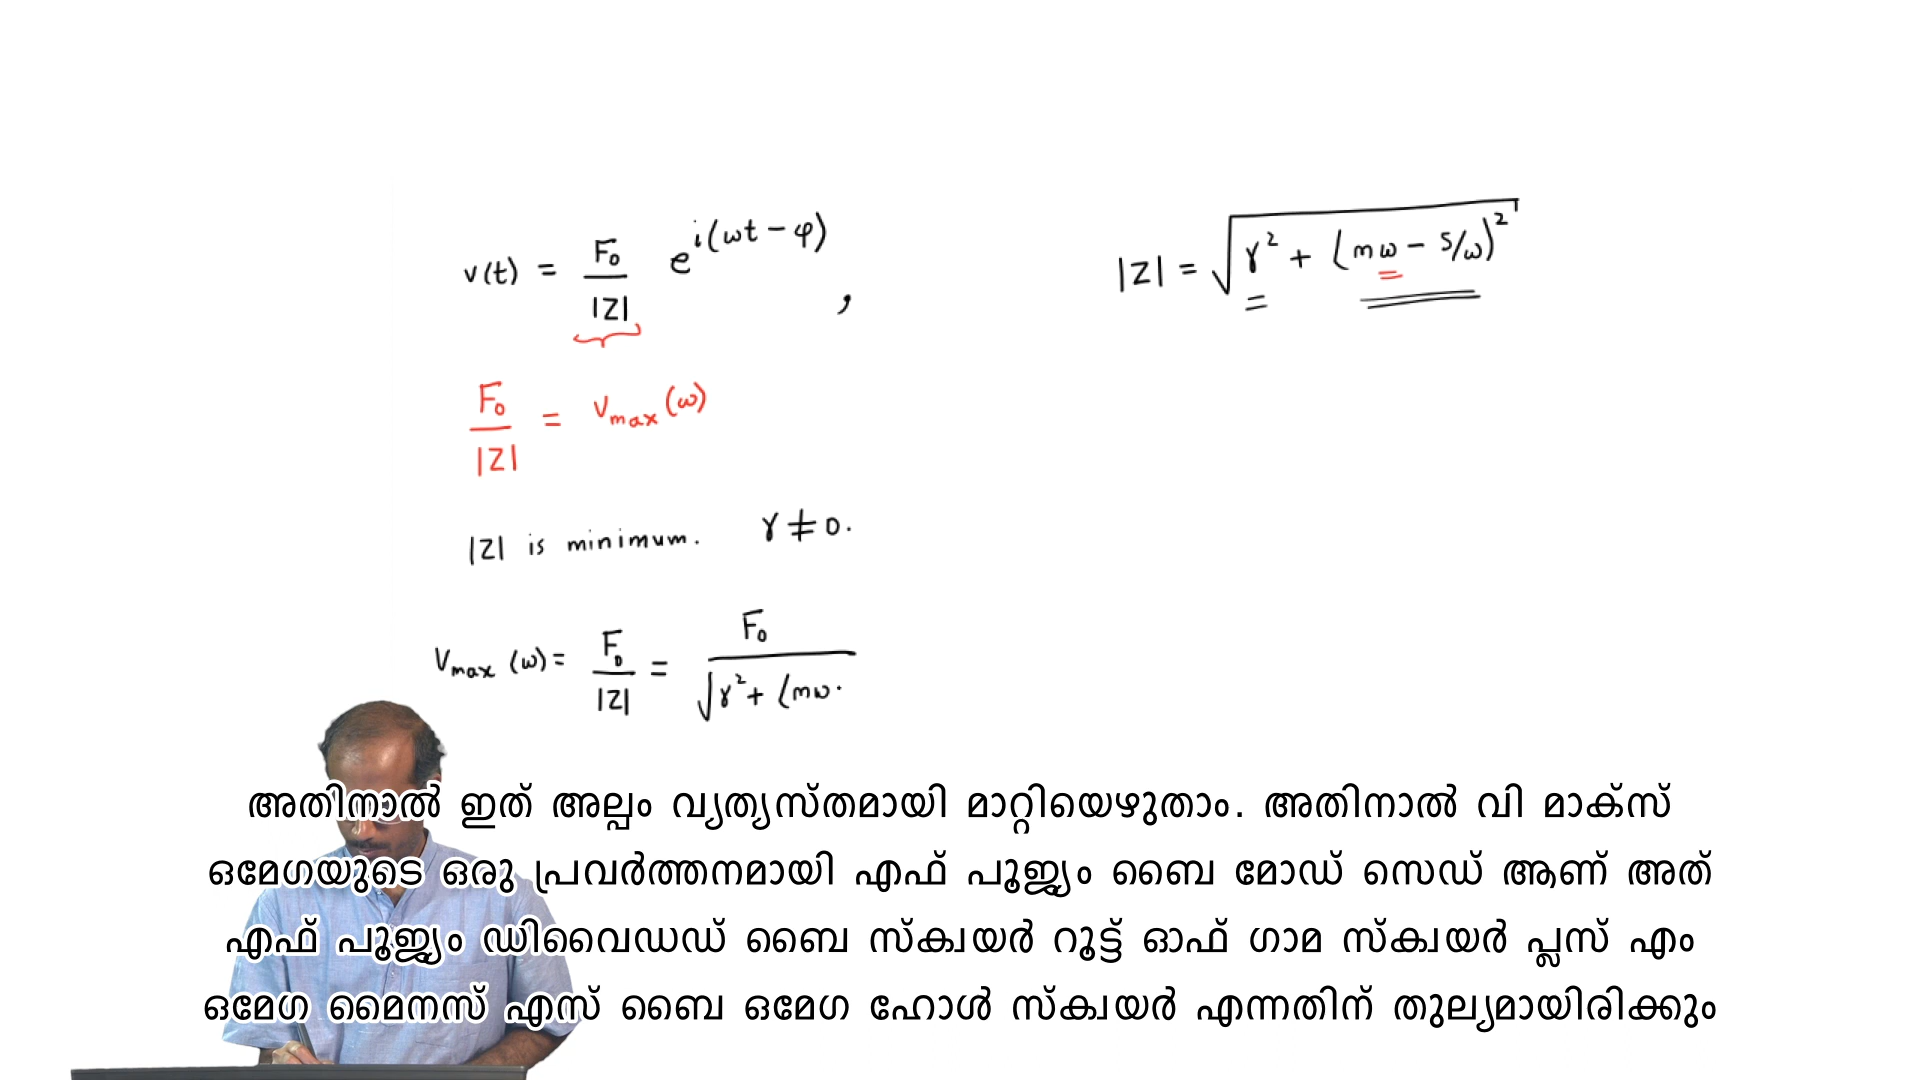 v(t) = F₀/|Z| e^{i(ωt − φ)} ,
|Z| = √(γ² + (mω − s/ω)²)
F₀/|Z| = v_max(ω)
|Z| is minimum. γ ≠ 0.
V_max (ω) = F₀/|Z| = F₀/√(γ² + (mω
അതിനാൽ ഇത് അല്പം വ്യത്യസ്തമായി മാറ്റിയെഴുതാം. അതിനാൽ വി മാക്സ്
ഒമേഗയുടെ ഒരു പ്രവർത്തനമായി എഫ് പൂജ്യം ബൈ മോഡ് സെഡ് ആണ് അത്
എഫ് പൂജ്യം ഡിവൈഡഡ് ബൈ സ്ക്വയർ റൂട്ട് ഓഫ് ഗാമ സ്ക്വയർ പ്ലസ് എം
ഒമേഗ മൈനസ് എസ് ബൈ ഒമേഗ ഹോൾ സ്ക്വയർ എന്നതിന് തുല്യമായിരിക്കും